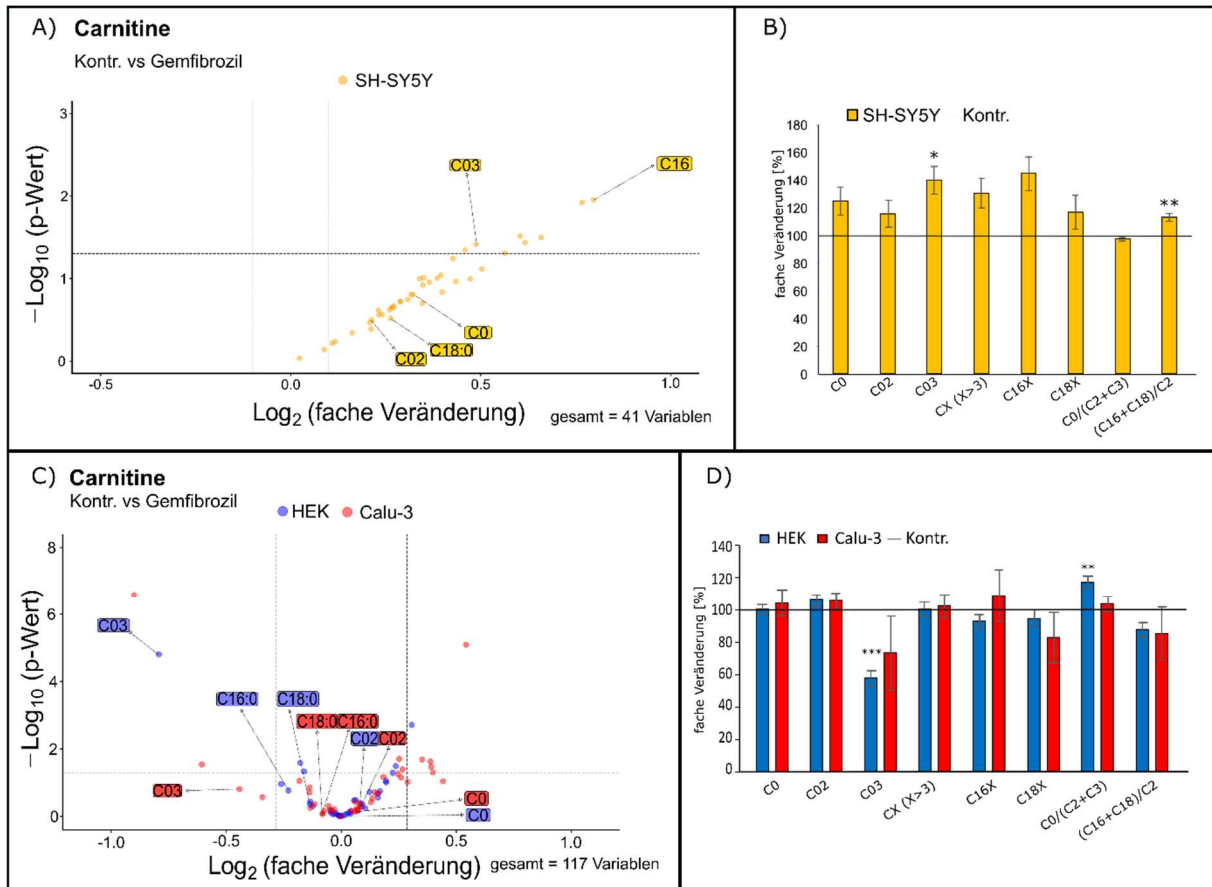 A)
Carnitine
Kontr. vs Gemfibrozil
SH-SY5Y
−Log10 (p-Wert)
3
2
1
0
C03
C16
C0
C18:0
C02
-0.5
0.0
0.5
1.0
Log2 (fache Veränderung)
gesamt = 41 Variablen
B)
SH-SY5Y Kontr.
fache Veränderung [%]
180
160
140
120
100
80
60
40
20
0
*
**
C0
C02
C03
CX (X>3)
C16X
C18X
C0/(C2+C3)
(C16+C18)/C2
C)
Carnitine
Kontr. vs Gemfibrozil
HEK Calu-3
−Log10 (p-Wert)
8
6
4
2
0
C03
C16:0
C18:0
C18:0
C16:0
C02
C02
C03
C0
C0
-1.0
-0.5
0.0
0.5
1.0
Log2 (fache Veränderung)
gesamt = 117 Variablen
D)
HEK Calu-3 Kontr.
fache Veränderung [%]
140
120
100
80
60
40
20
0
***
**
C0
C02
C03
CX (X>3)
C16X
C18X
C0/(C2+C3)
(C16+C18)/C2